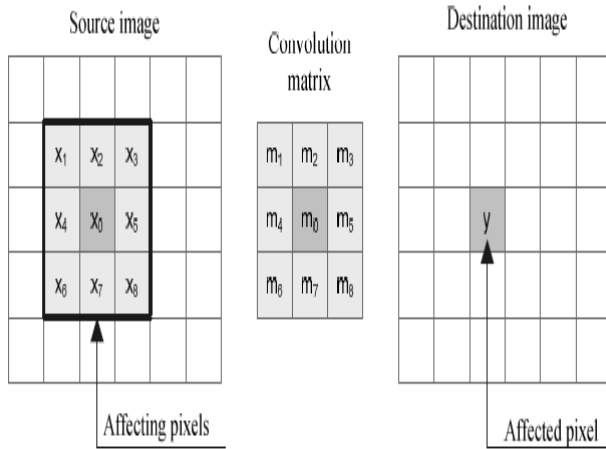 Source image
Convolution
matrix
Destination image
x₁ x₂ x₃
x₄ x₀ x₅
x₆ x₇ x₈
m₁ m₂ m₃
m₄ m₀ m₅
m₆ m₇ m₈
y
Affecting pixels
Affected pixel